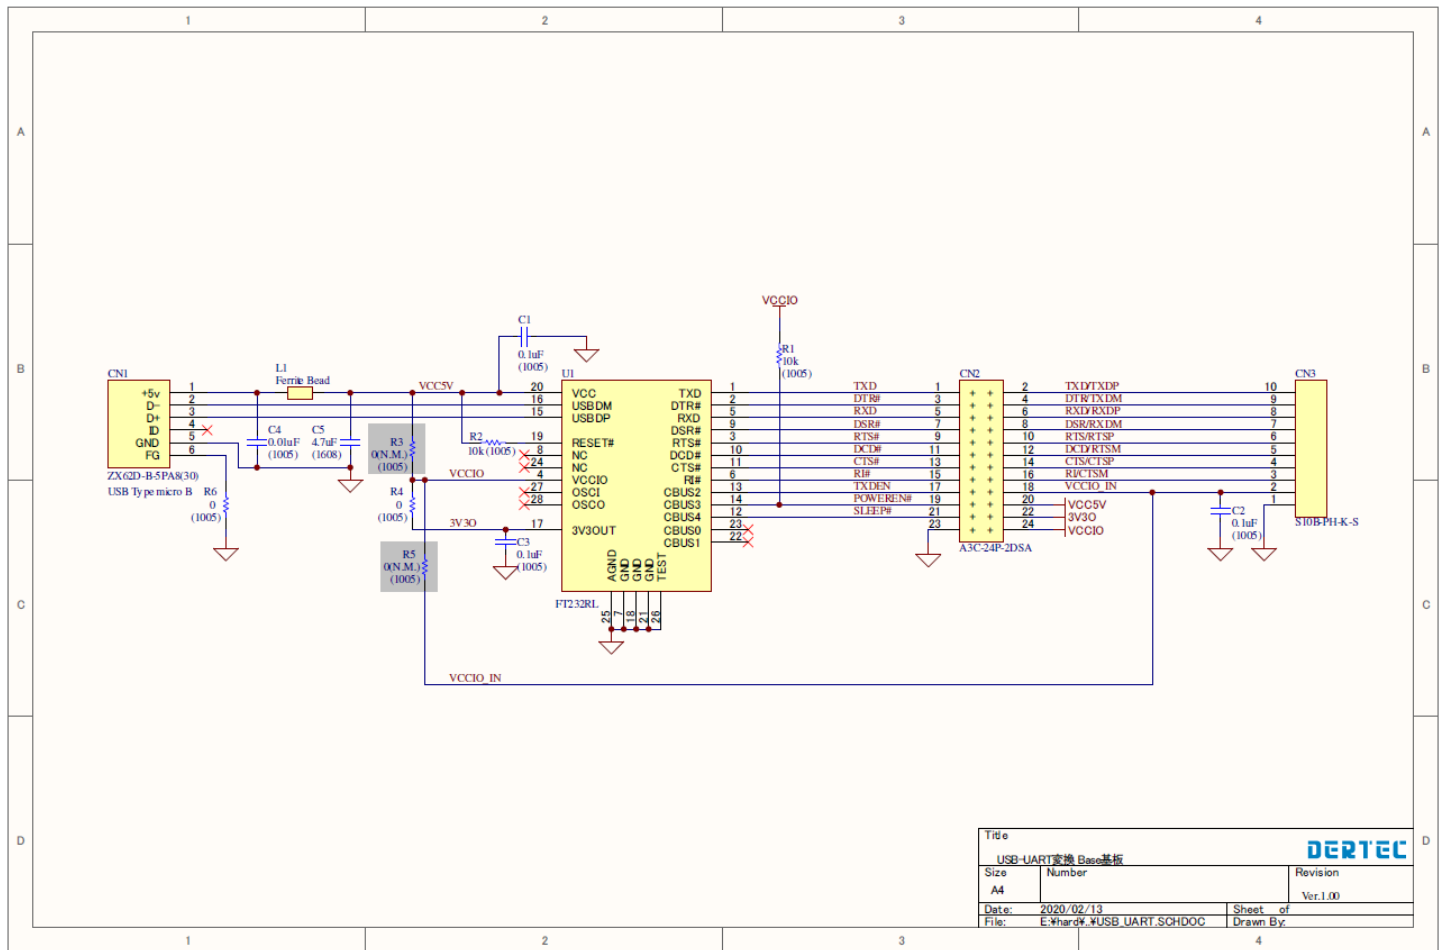 1 2 3 4
A A
B B
C C
D D
1 2 3 4
VCCIO
R1
10k
(1005)
C1
0.1uF
(1005)
CN1
+5v 1
D- 2
D+ 3
ID 4
GND 5
FG 6
ZX62D-B-5PA8(30)
USB Type micro B
L1
Ferrite Bead
C4
0.01uF
(1005)
C5
4.7uF
(1608)
R6
0
(1005)
VCC5V
R2
10k(1005)
R3
0(N.M.)
(1005)
VCCIO
R4
0
(1005)
3V3O
R5
0(N.M.)
(1005)
C3
0.1uF
(1005)
VCCIO_IN
U1
20 VCC
16 USBDM
15 USBDP
19 RESET#
8 NC
24 NC
4 VCCIO
27 OSCI
28 OSCO
17 3V3OUT
TXD 1
DTR# 2
RXD 5
DSR# 9
RTS# 3
DCD# 10
CTS# 11
RI# 6
CBUS2 13
CBUS3 14
CBUS4 12
CBUS0 23
CBUS1 22
AGND GND GND GND TEST
25 7 18 21 26
FT232RL
TXD 1
DTR# 3
RXD 5
DSR# 7
RTS# 9
DCD# 11
CTS# 13
RI# 15
TXDEN 17
POWEREN# 19
SLEEP# 21
23
CN2
A3C-24P-2DSA
2 TXD/TXDP 10
4 DTR/TXDM 9
6 RXD/RXDP 8
8 DSR/RXDM 7
10 RTS/RTSP 6
12 DCD/RTSM 5
14 CTS/CTSP 4
16 RI/CTSM 3
18 VCCIO_IN 2
20 VCC5V 1
22 3V3O
24 VCCIO
C2
0.1uF
(1005)
CN3
S10B-PH-K-S
Title
USB-UART変換 Base基板
DERTEC
Size Number Revision
A4 Ver.1.00
Date: 2020/02/13 Sheet of
File: E:¥hard¥..¥USB_UART.SCHDOC Drawn By: